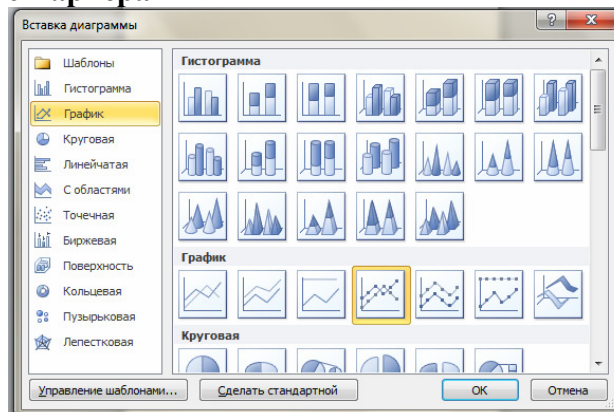 Вставка диаграммы
Шаблоны
Гистограмма
График
Круговая
Линейчатая
С областями
Точечная
Биржевая
Поверхность
Кольцевая
Пузырьковая
Лепестковая
Гистограмма
График
Круговая
Управление шаблонами...
Сделать стандартной
ОК
Отмена